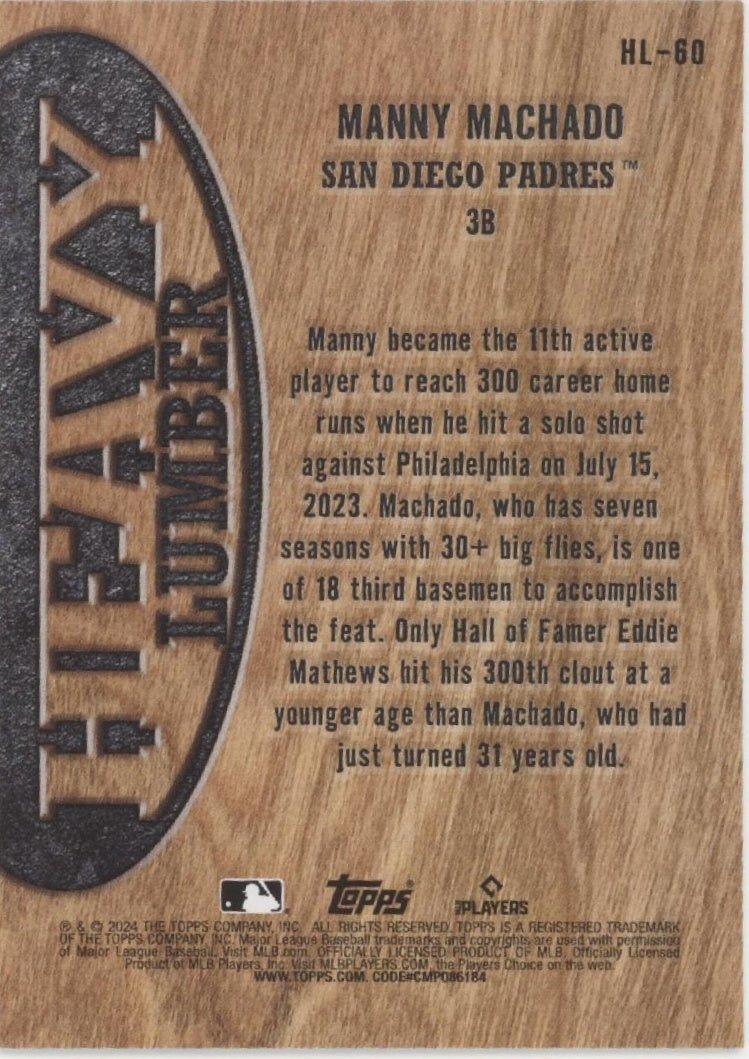 HL-60
MANNY MACHADO
SAN DIEGO PADRES™
3B
HEAVY
LUMBER
Manny became the 11th active
player to reach 300 career home
runs when he hit a solo shot
against Philadelphia on July 15,
2023. Machado, who has seven
seasons with 30+ big flies, is one
of 18 third basemen to accomplish
the feat. Only Hall of Famer Eddie
Mathews hit his 300th clout at a
younger age than Machado, who had
just turned 31 years old.
Topps®
MLB PLAYERS
® & © 2024 THE TOPPS COMPANY, INC. ALL RIGHTS RESERVED. TOPPS IS A REGISTERED TRADEMARK
OF THE TOPPS COMPANY, INC. Major League Baseball trademarks and copyrights are used with permission
of Major League Baseball. Visit MLB.com. OFFICIALLY LICENSED PRODUCT OF MLB. Officially Licensed
Product of MLB Players, Inc. Visit MLBPLAYERS.COM, the Players Choice on the web.
WWW.TOPPS.COM. CODE#CMP086184